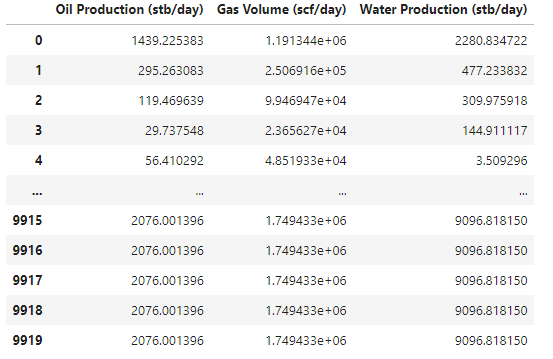 Oil Production (stb/day) Gas Volume (scf/day) Water Production (stb/day)
0 1439.225383 1.191344e+06 2280.834722
1 295.263083 2.506916e+05 477.233832
2 119.469639 9.946947e+04 309.975918
3 29.737548 2.365627e+04 144.911117
4 56.410292 4.851933e+04 3.509296
... ... ... ...
9915 2076.001396 1.749433e+06 9096.818150
9916 2076.001396 1.749433e+06 9096.818150
9917 2076.001396 1.749433e+06 9096.818150
9918 2076.001396 1.749433e+06 9096.818150
9919 2076.001396 1.749433e+06 9096.818150